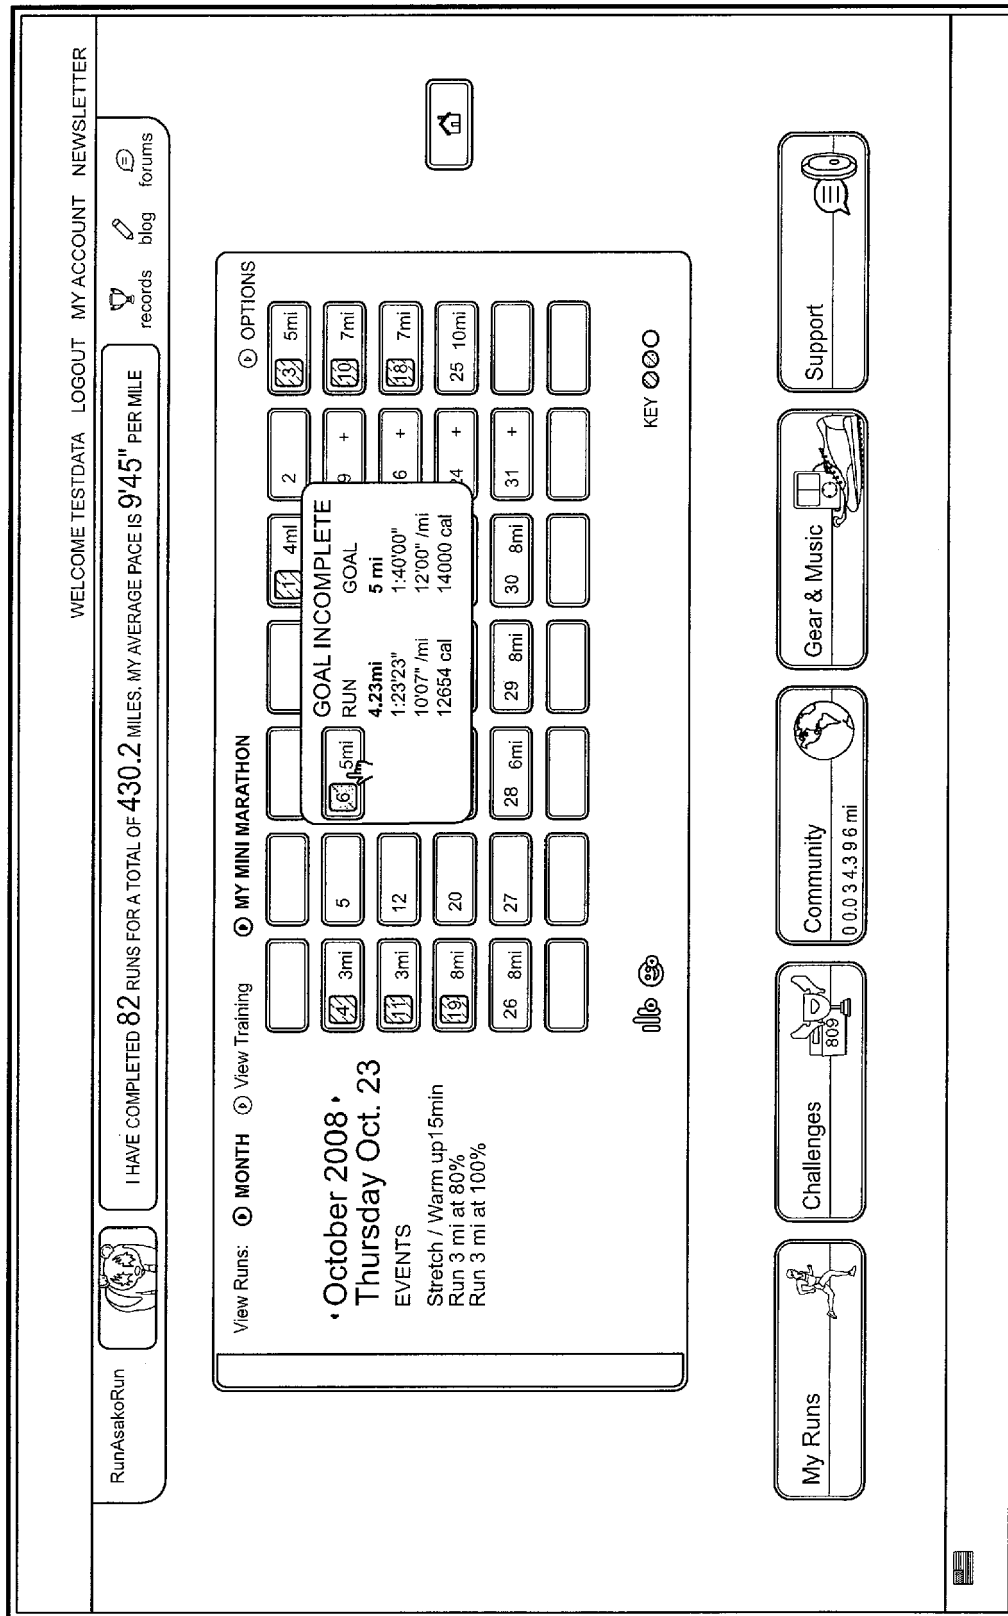 WELCOME TESTDATA LOGOUT MY ACCOUNT NEWSLETTER
RunAsakoRun
I HAVE COMPLETED 82 RUNS FOR A TOTAL OF 430.2 MILES. MY AVERAGE PACE IS 9'45" PER MILE
records blog forums
View Runs: MONTH View Training MY MINI MARATHON OPTIONS
October 2008
Thursday Oct. 23
EVENTS
Stretch / Warm up15min
Run 3 mi at 80%
Run 3 mi at 100%
1 4ml 2 3 5mi
4 3mi 5 6 5mi 9 + 10 7mi
11 3mi 12 6 + 18 7mi
19 8mi 20 24 + 25 10mi
26 8mi 27 28 6mi 29 8mi 30 8mi 31 +
GOAL INCOMPLETE
RUN GOAL
4.23mi 5 mi
1:23'23" 1:40'00"
10'07" /mi 12'00" /mi
12654 cal 14000 cal
KEY
My Runs
Challenges
809
Community
0 0.0 3 4.3 9 6 mi
Gear & Music
Support